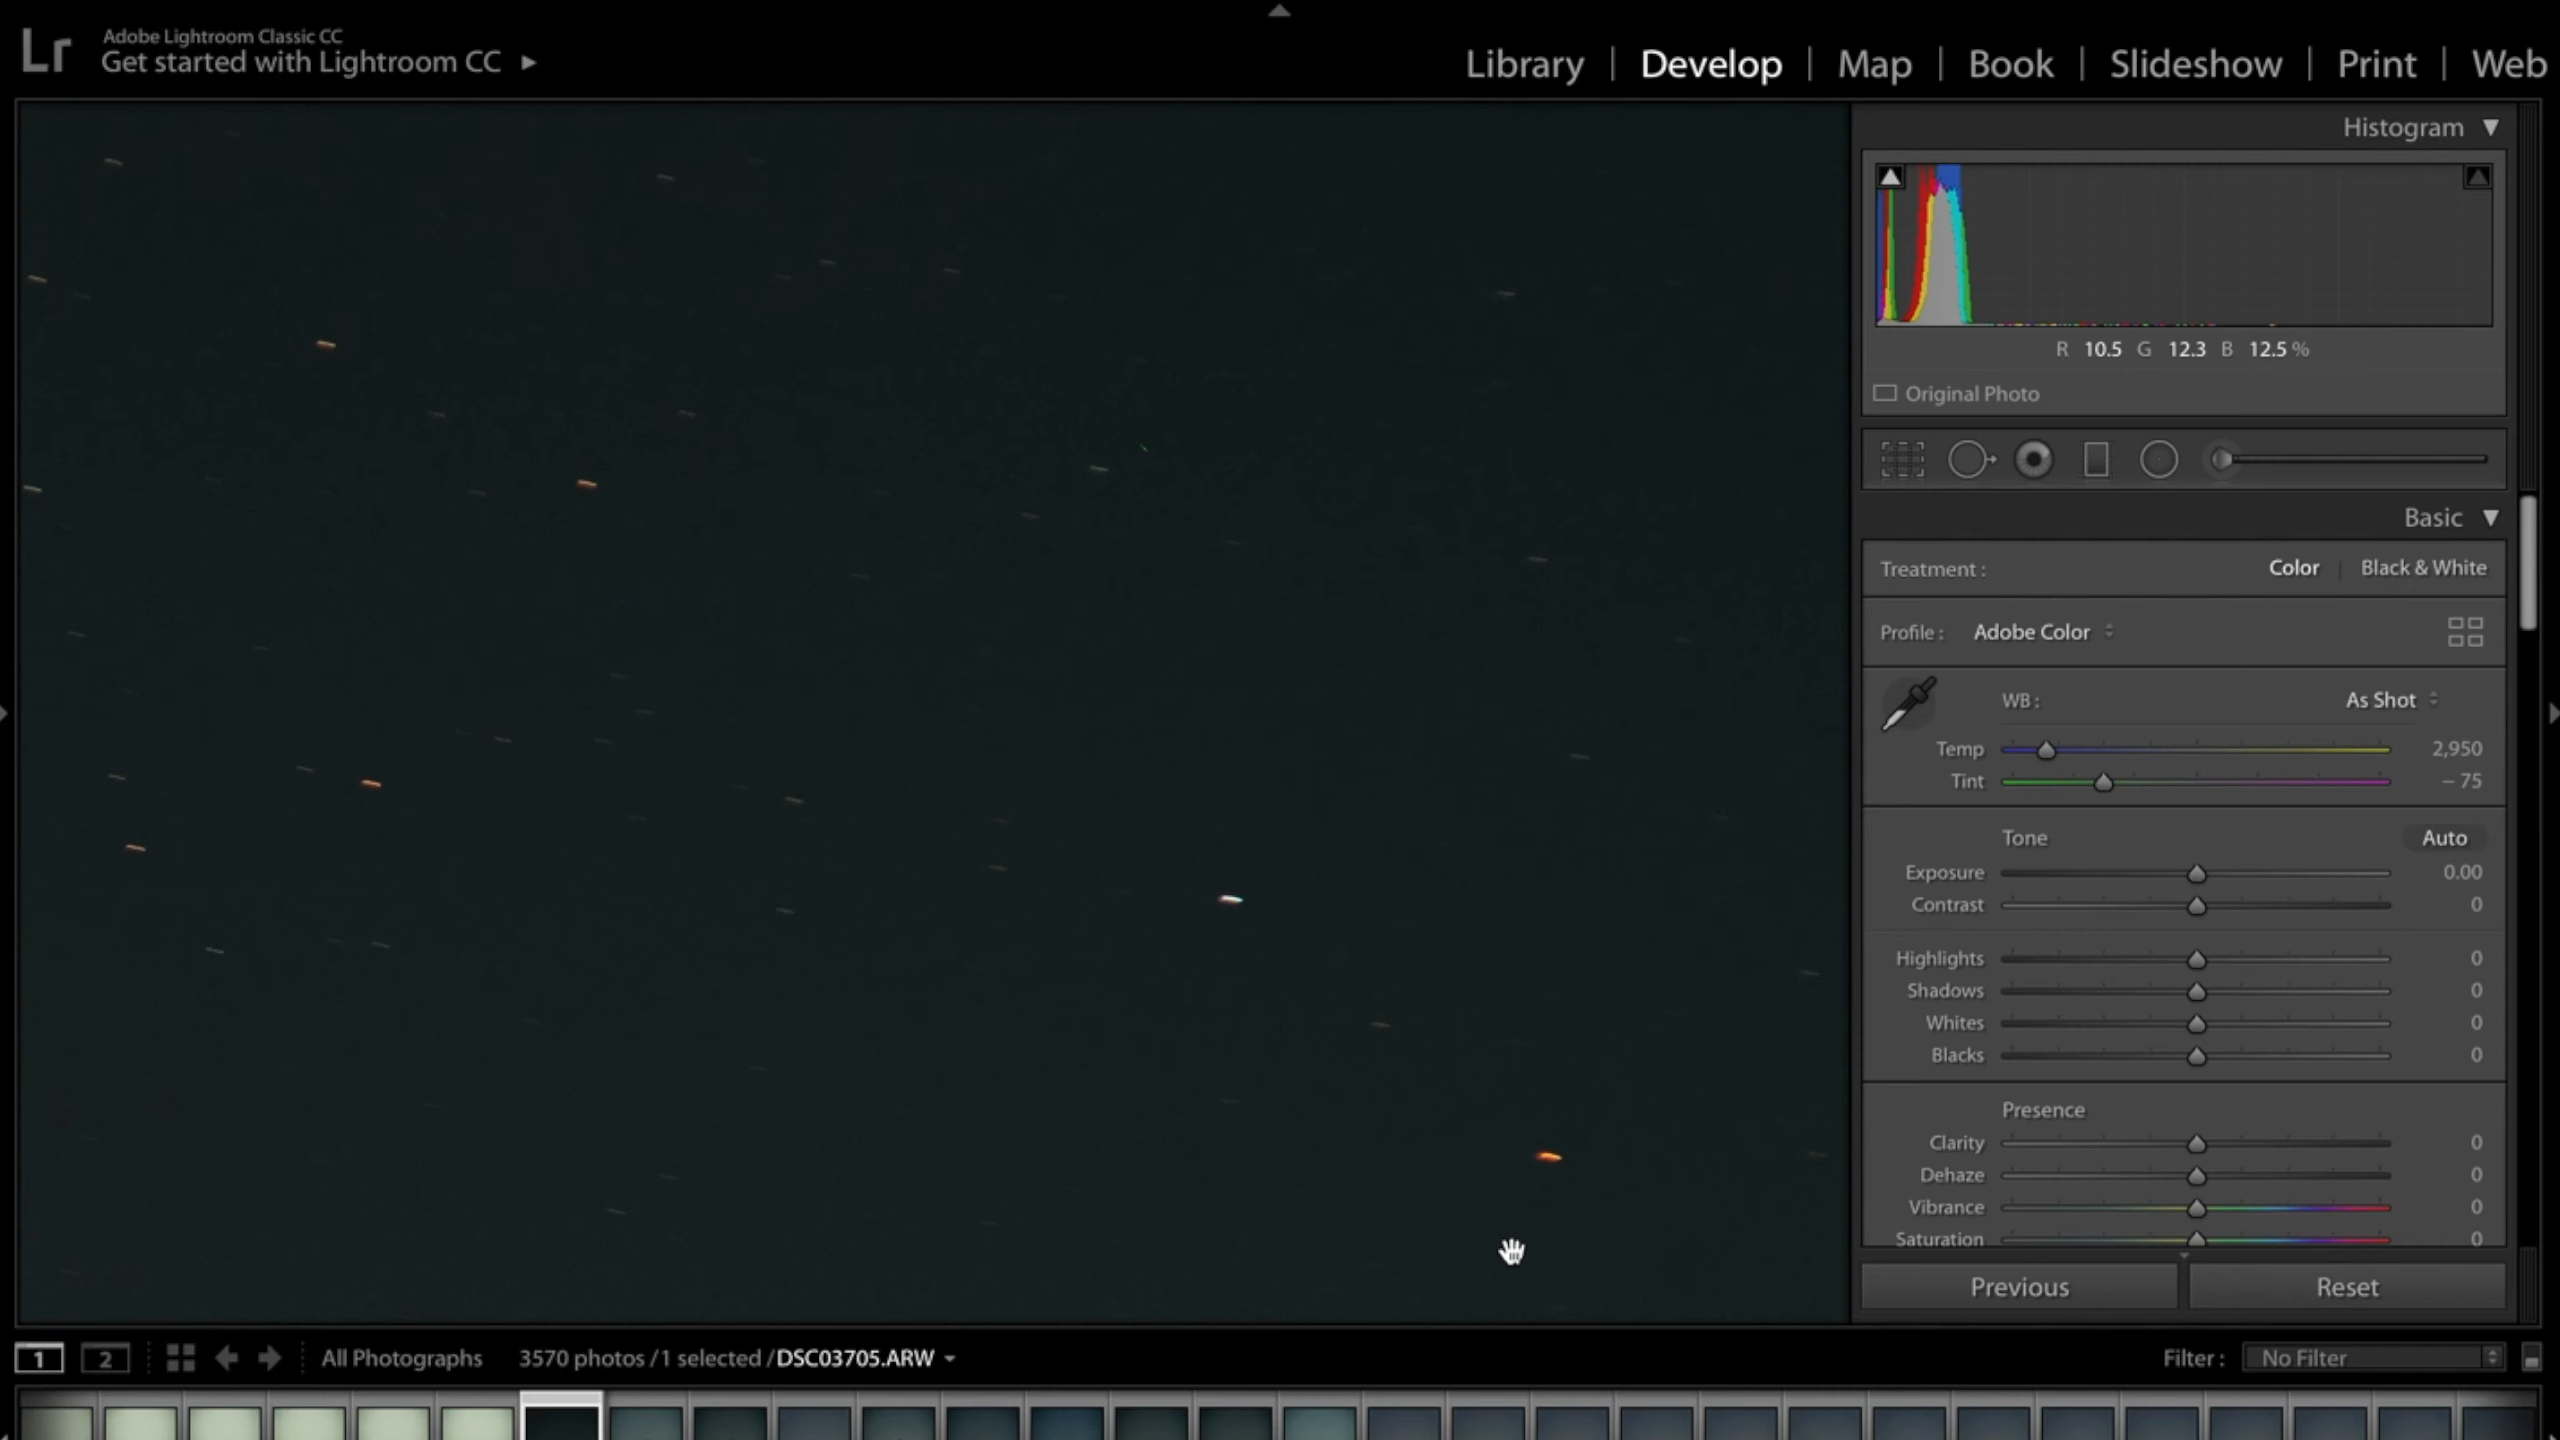 Lr
Adobe Lightroom Classic CC
Get started with Lightroom CC
Library | Develop | Map | Book | Slideshow | Print | Web
Histogram
R 10.5 G 12.3 B 12.5 %
Original Photo
Basic
Treatment : Color | Black & White
Profile : Adobe Color
WB : As Shot
Temp 2,950
Tint – 75
Tone Auto
Exposure 0.00
Contrast 0
Highlights 0
Shadows 0
Whites 0
Blacks 0
Presence
Clarity 0
Dehaze 0
Vibrance 0
Saturation 0
Previous Reset
1 2 All Photographs 3570 photos / 1 selected / DSC03705.ARW Filter : No Filter